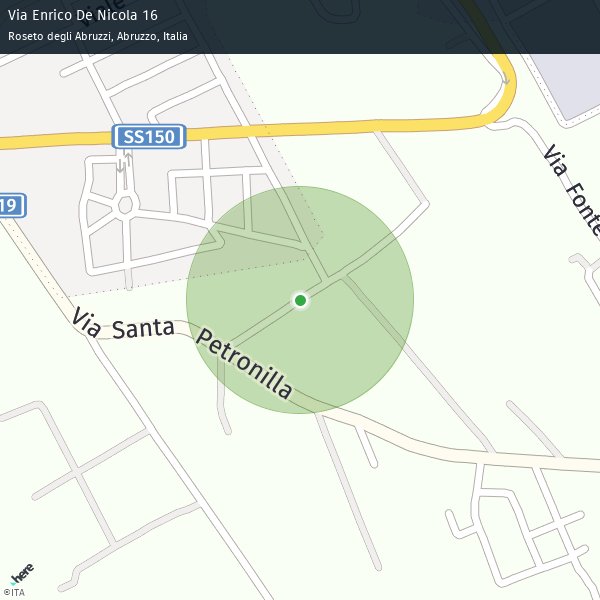 Via Enrico De Nicola 16
Roseto degli Abruzzi, Abruzzo, Italia
Viale
SS150
Via Fonte
19
Via Santa Petronilla
here
©ITA